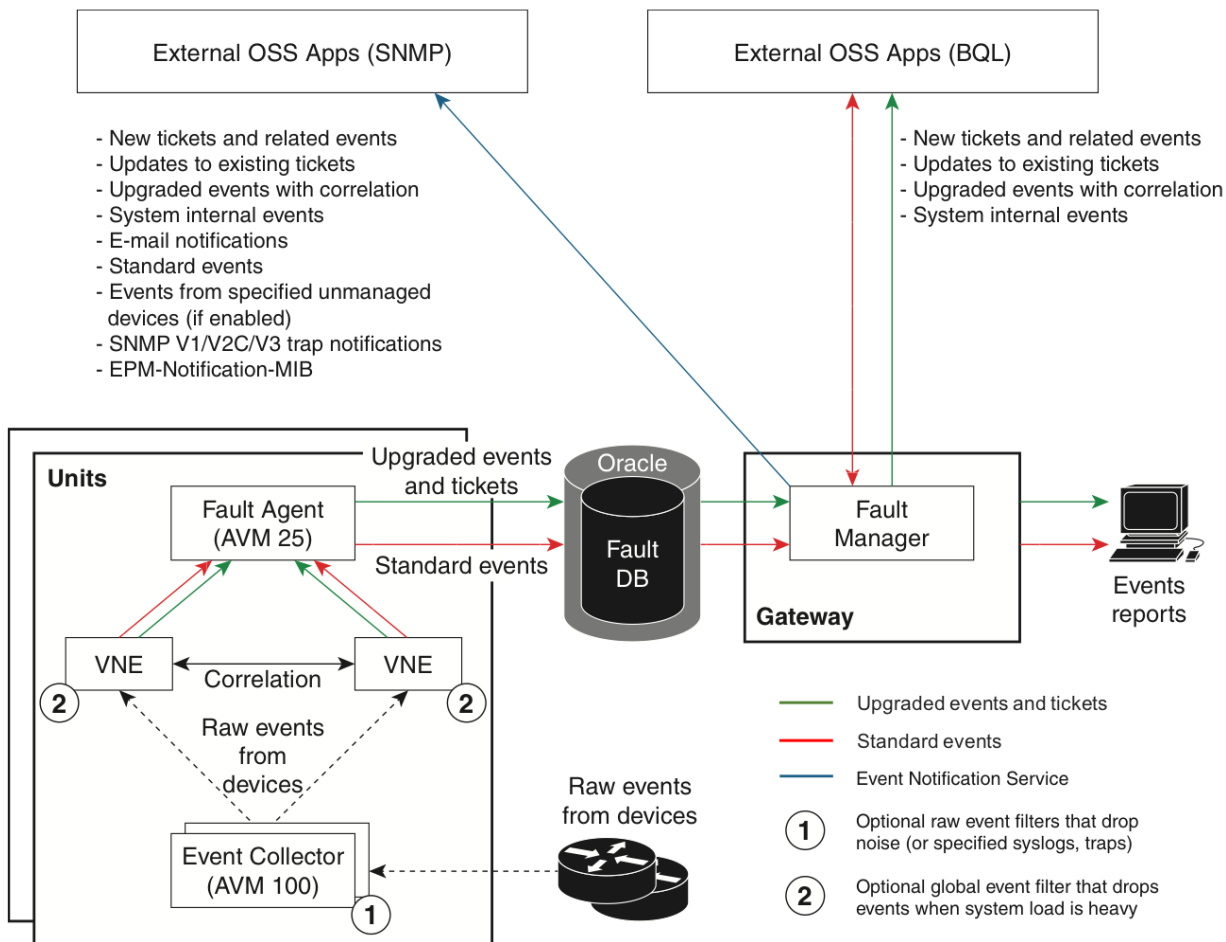 External OSS Apps (SNMP)
External OSS Apps (BQL)
- New tickets and related events
- Updates to existing tickets
- Upgraded events with correlation
- System internal events
- E-mail notifications
- Standard events
- Events from specified unmanaged
devices (if enabled)
- SNMP V1/V2C/V3 trap notifications
- EPM-Notification-MIB
- New tickets and related events
- Updates to existing tickets
- Upgraded events with correlation
- System internal events
Units
Fault Agent
(AVM 25)
Upgraded events
and tickets
Standard events
Oracle
Fault
DB
Fault
Manager
Gateway
Events
reports
VNE
VNE
Correlation
2
2
Raw events
from
devices
Event Collector
(AVM 100)
1
Raw events
from devices
Upgraded events and tickets
Standard events
Event Notification Service
1
Optional raw event filters that drop
noise (or specified syslogs, traps)
2
Optional global event filter that drops
events when system load is heavy